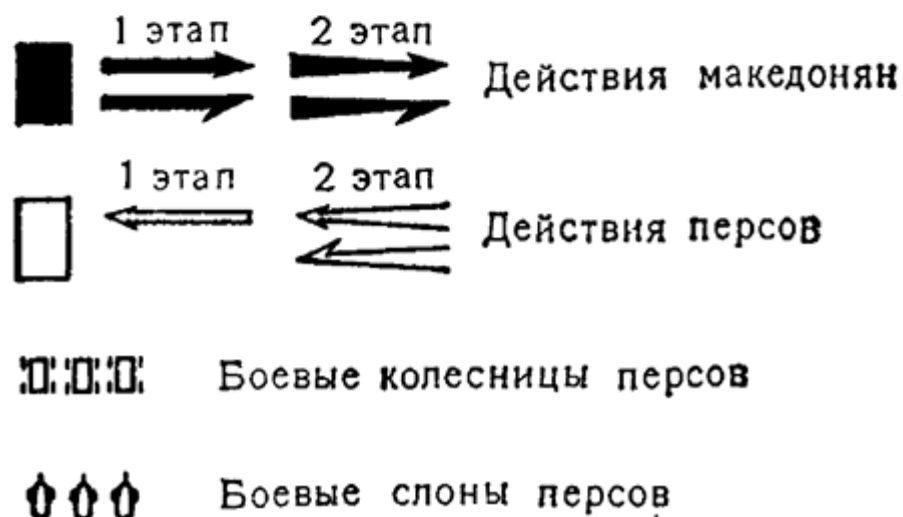 1 этап 2 этап
Действия македонян
1 этап 2 этап
Действия персов
Боевые колесницы персов
Боевые слоны персов